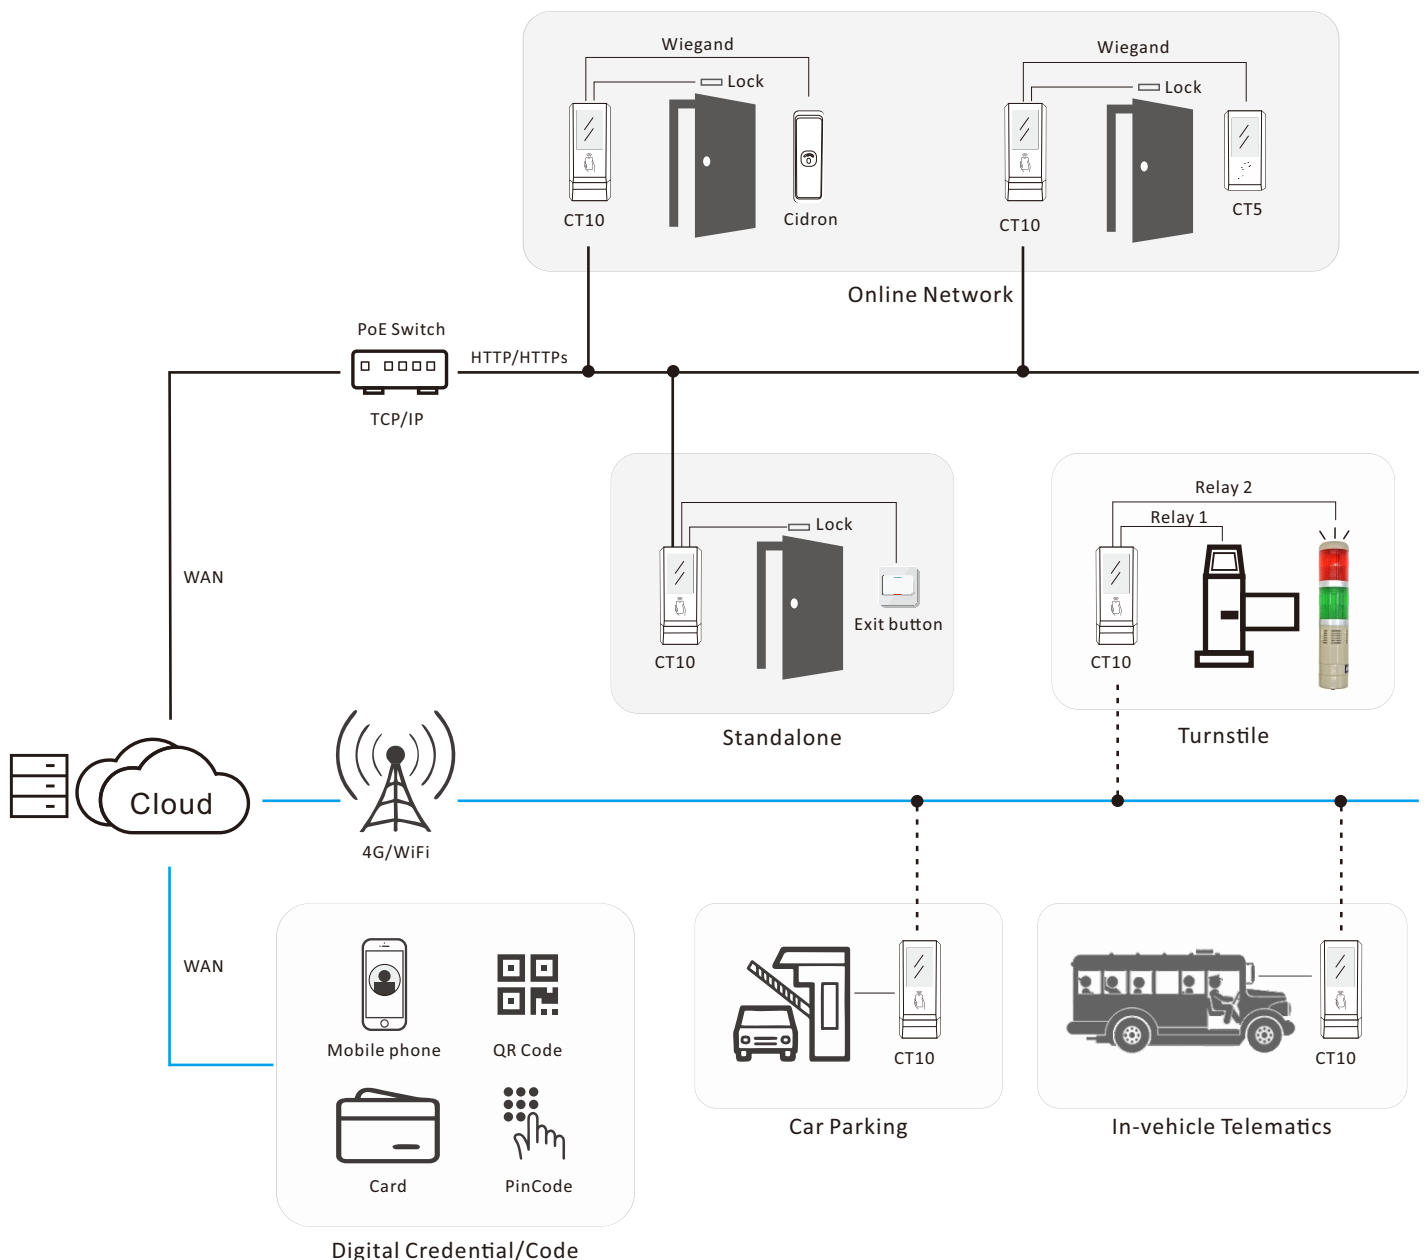 Wiegand
Lock
CT10
Cidron
Wiegand
Lock
CT10
CT5
Online Network
PoE Switch
HTTP/HTTPs
TCP/IP
WAN
Lock
CT10
Exit button
Standalone
Relay 2
Relay 1
CT10
Turnstile
Cloud
4G/WiFi
WAN
Mobile phone
QR Code
Card
PinCode
Digital Credential/Code
CT10
Car Parking
CT10
In-vehicle Telematics